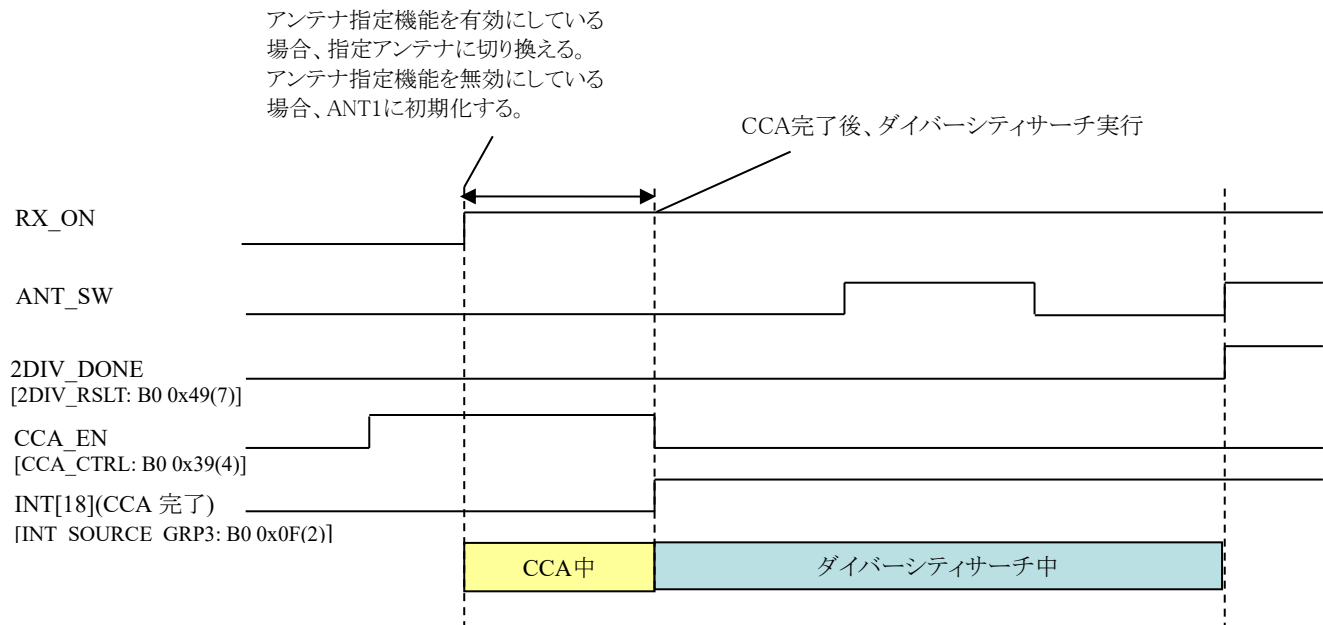 アンテナ指定機能を有効にしている
場合、指定アンテナに切り換える。
アンテナ指定機能を無効にしている
場合、ANT1に初期化する。
CCA完了後、ダイバーシティサーチ実行
RX_ON
ANT_SW
2DIV_DONE
[2DIV_RSLT: B0 0x49(7)]
CCA_EN
[CCA_CTRL: B0 0x39(4)]
INT[18](CCA 完了)
[INT_SOURCE_GRP3: B0 0x0F(2)]
CCA中
ダイバーシティサーチ中